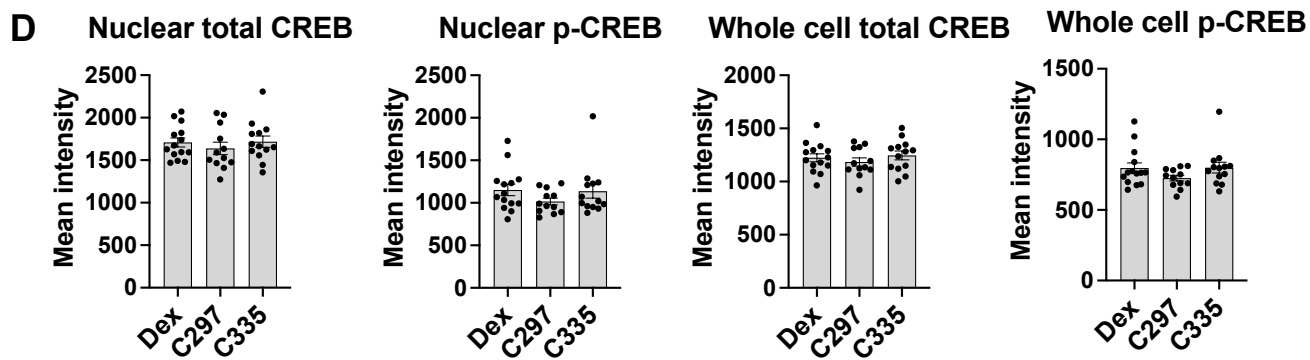 D
Nuclear total CREB
Mean intensity
2500
2000
1500
1000
500
0
Dex
C297
C335
Nuclear p-CREB
Mean intensity
2500
2000
1500
1000
500
0
Dex
C297
C335
Whole cell total CREB
Mean intensity
2000
1500
1000
500
0
Dex
C297
C335
Whole cell p-CREB
Mean intensity
1500
1000
500
0
Dex
C297
C335